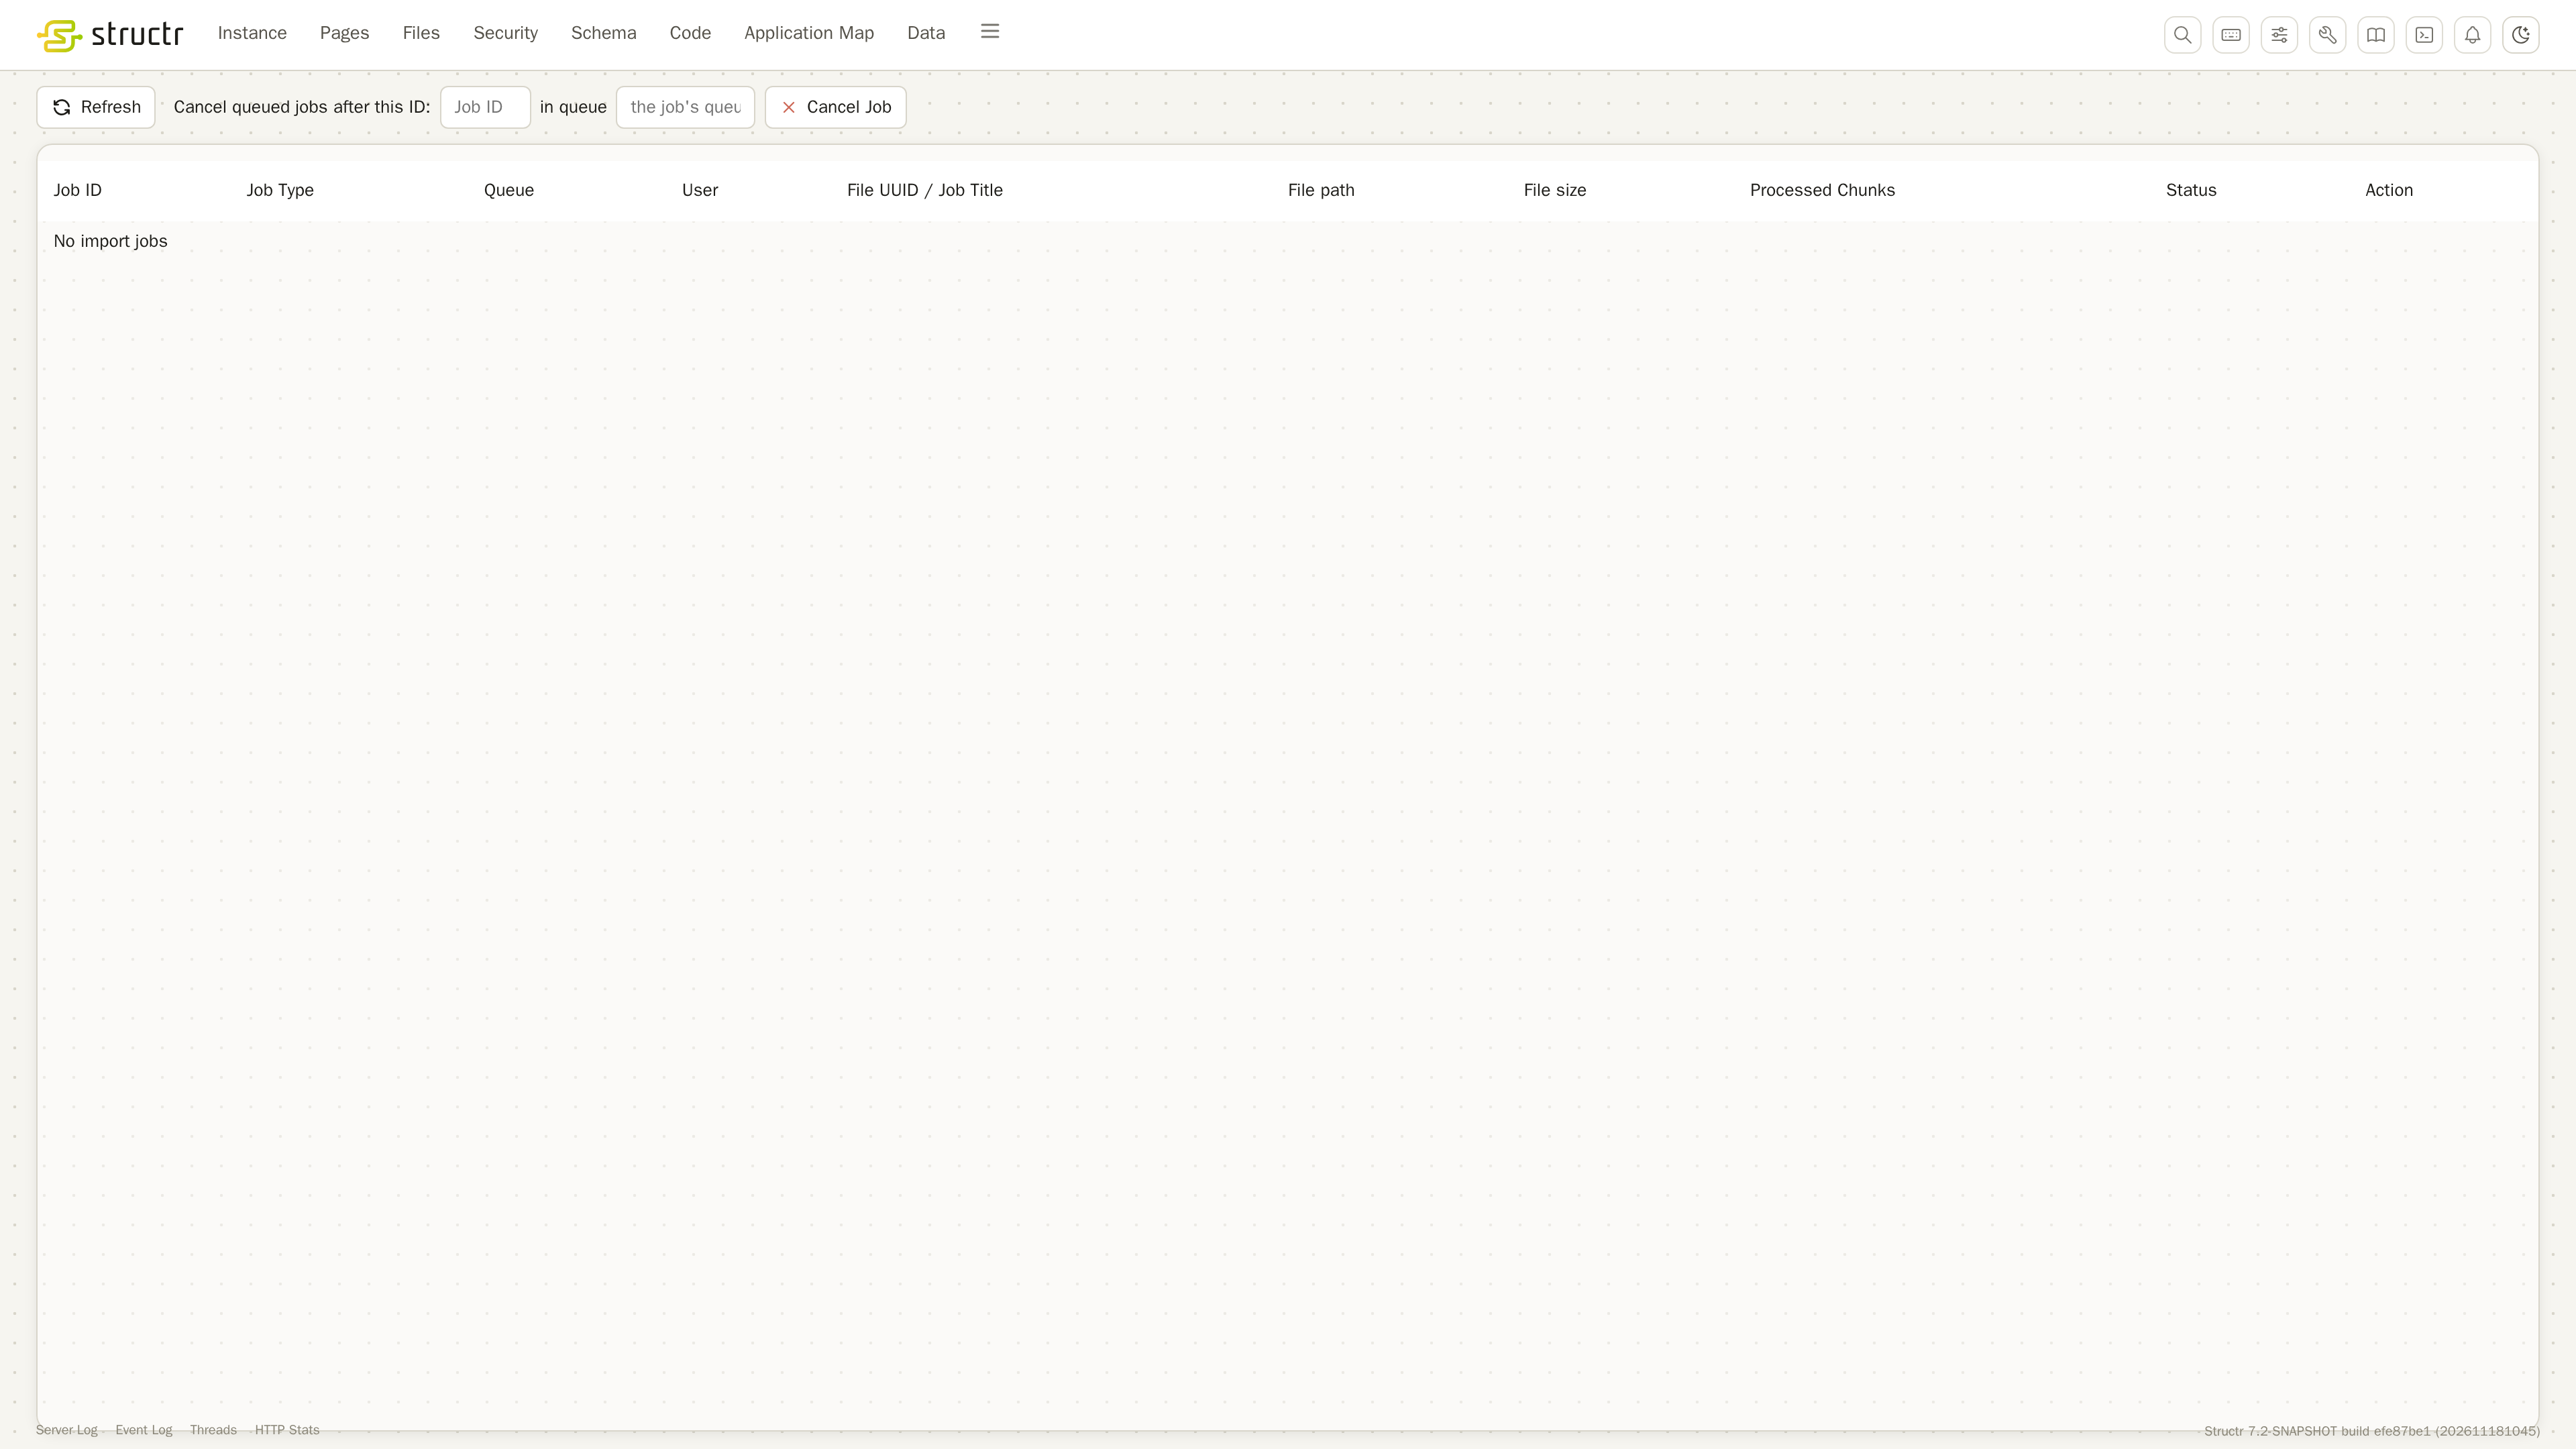 structr Instance Pages Files Security Schema Code Application Map Data
Refresh Cancel queued jobs after this ID: Job ID in queue the job's queu Cancel Job
Job ID Job Type Queue User File UUID / Job Title File path File size Processed Chunks Status Action
No import jobs
Server Log Event Log Threads HTTP Stats Structr 7.2-SNAPSHOT build efe87be1 (202611181045)